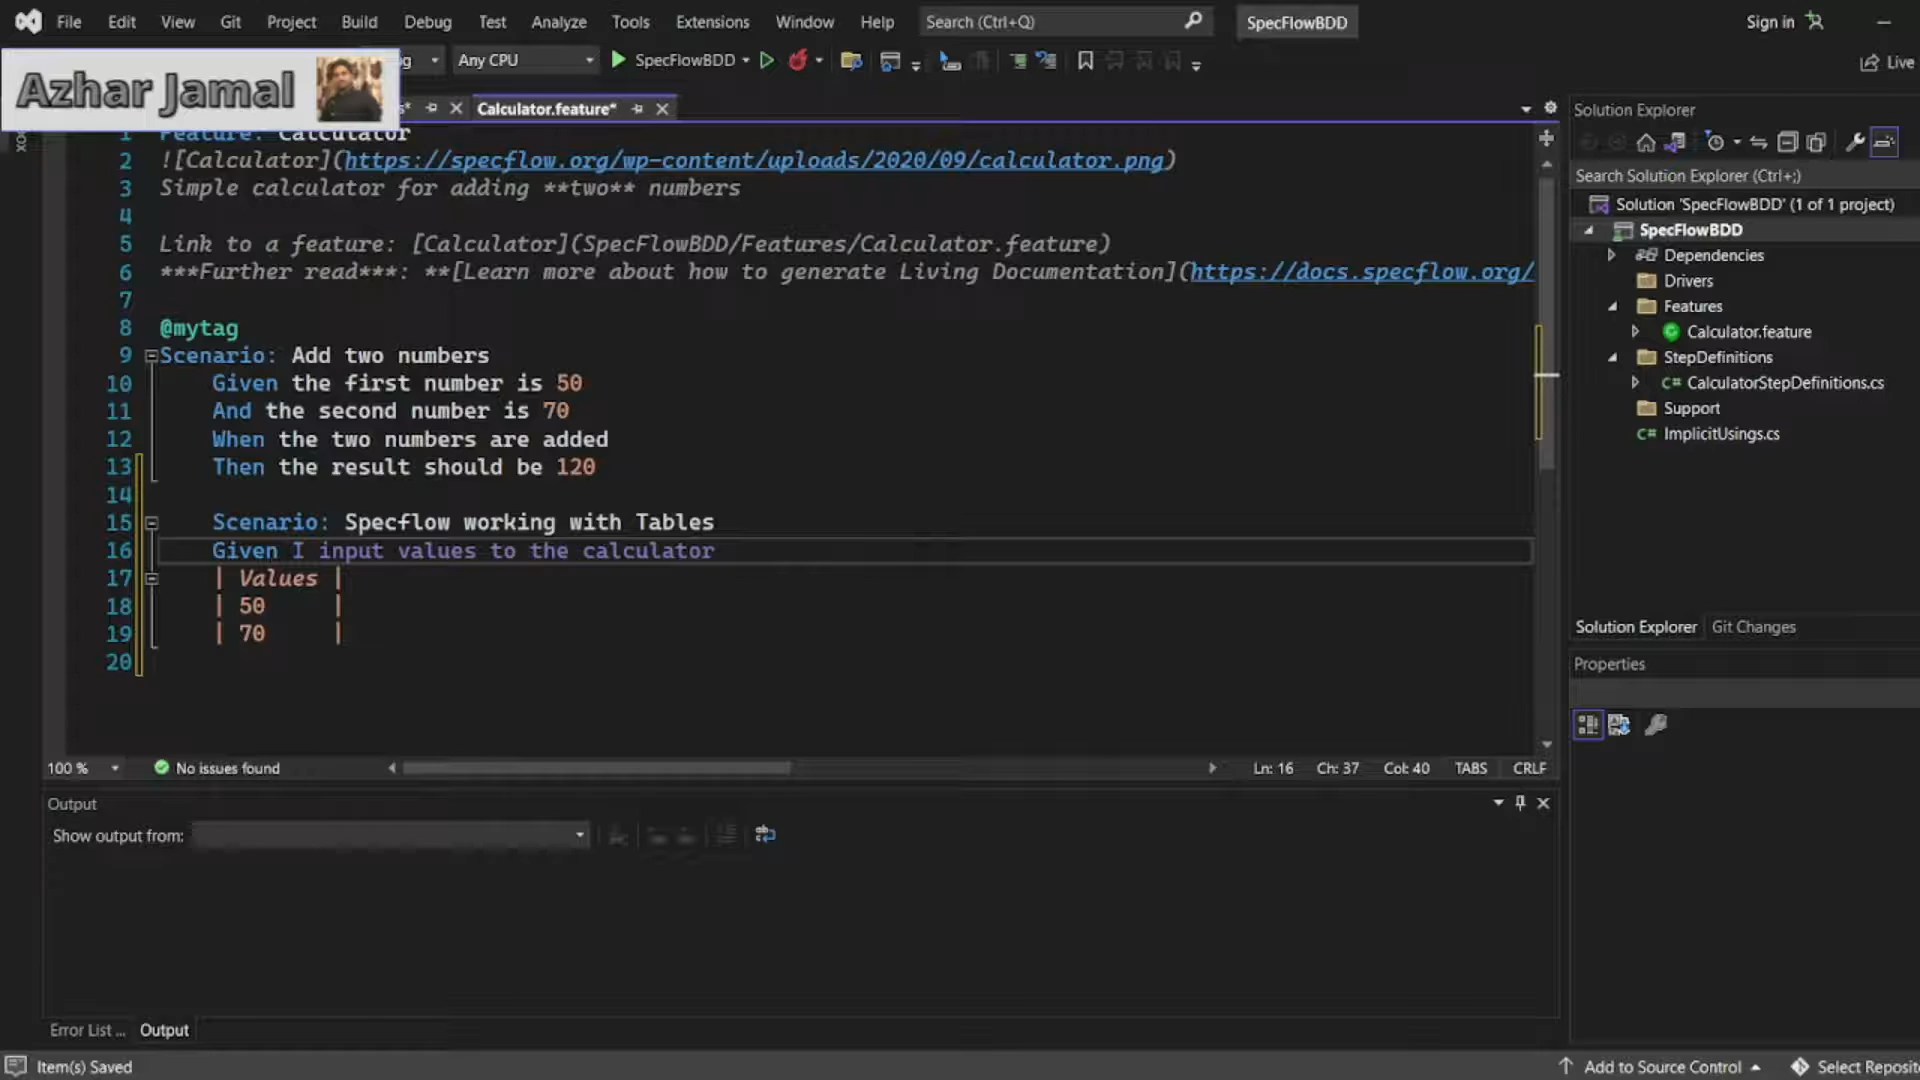 File Edit View Git Project Build Debug Test Analyze Tools Extensions Window Help Search (Ctrl+Q) SpecFlowBDD Sign in
Any CPU SpecFlowBDD Live
Azhar Jamal
Calculator.feature*
1 Feature: Calculator
2 ![Calculator](https://specflow.org/wp-content/uploads/2020/09/calculator.png)
3 Simple calculator for adding **two** numbers
4
5 Link to a feature: [Calculator](SpecFlowBDD/Features/Calculator.feature)
6 ***Further read***: **[Learn more about how to generate Living Documentation](https://docs.specflow.org/
7
8 @mytag
9 Scenario: Add two numbers
10 Given the first number is 50
11 And the second number is 70
12 When the two numbers are added
13 Then the result should be 120
14
15 Scenario: Specflow working with Tables
16 Given I input values to the calculator
17 | Values |
18 | 50 |
19 | 70 |
20
100 % No issues found Ln: 16 Ch: 37 Col: 40 TABS CRLF
Output
Show output from:
Error List ... Output
Solution Explorer
Search Solution Explorer (Ctrl+;)
Solution 'SpecFlowBDD' (1 of 1 project)
SpecFlowBDD
Dependencies
Drivers
Features
Calculator.feature
StepDefinitions
C# CalculatorStepDefinitions.cs
Support
C# ImplicitUsings.cs
Solution Explorer Git Changes
Properties
Item(s) Saved Add to Source Control Select Reposit